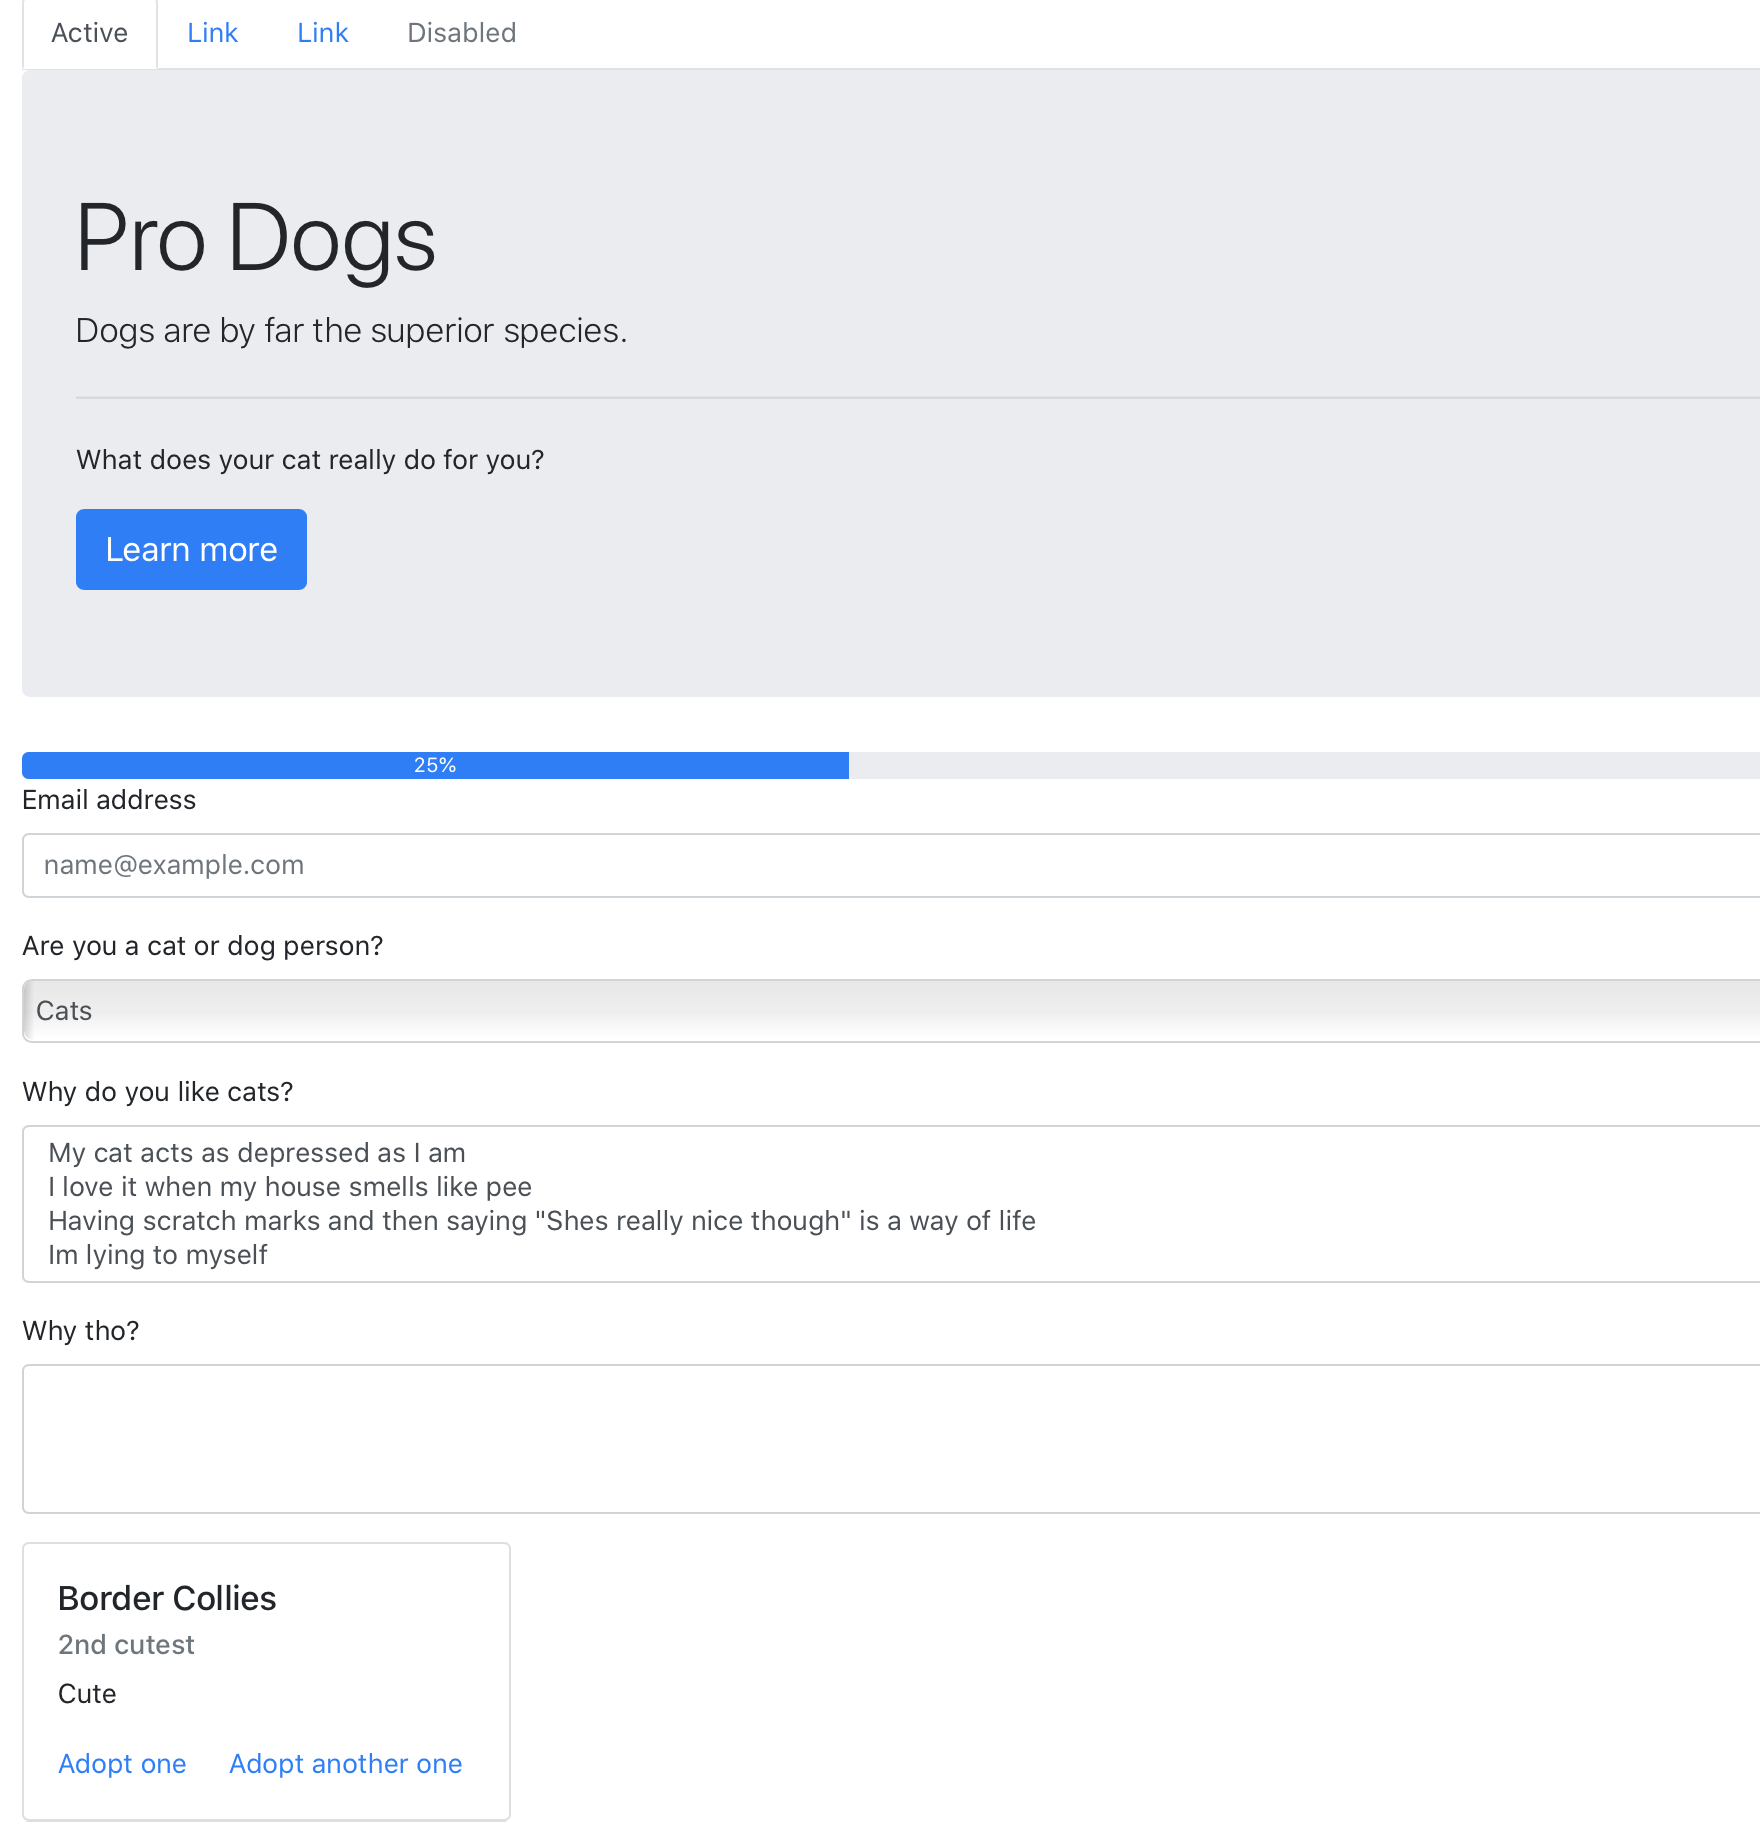 Active Link Link Disabled
Pro Dogs
Dogs are by far the superior species.
What does your cat really do for you?
Learn more
25%
Email address
name@example.com
Are you a cat or dog person?
Cats
Why do you like cats?
My cat acts as depressed as I am
I love it when my house smells like pee
Having scratch marks and then saying "Shes really nice though" is a way of life
Im lying to myself
Why tho?
Border Collies
2nd cutest
Cute
Adopt one Adopt another one